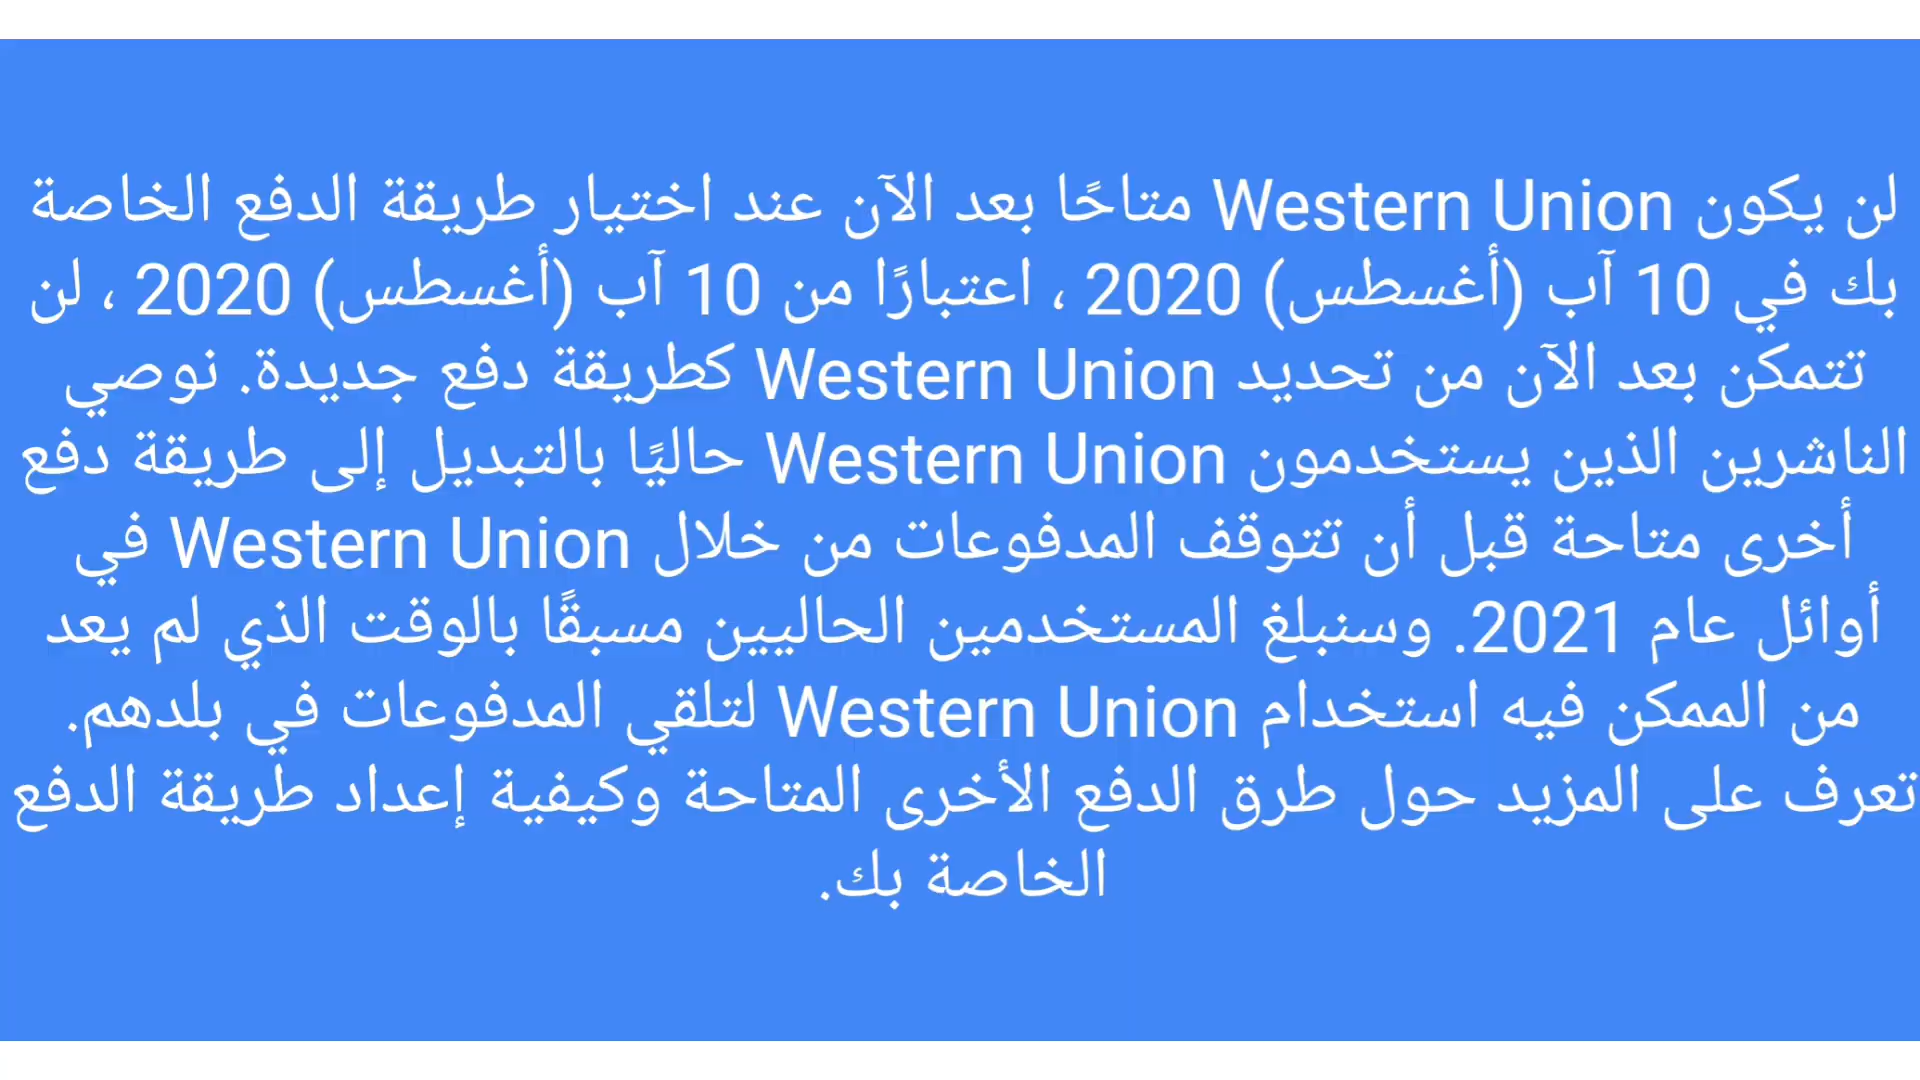 لن يكون Western Union متاحًا بعد الآن عند اختيار طريقة الدفع الخاصة
بك في 10 آب (أغسطس) 2020 ، اعتبارًا من 10 آب (أغسطس) 2020 ، لن
تتمكن بعد الآن من تحديد Western Union كطريقة دفع جديدة. نوصي
الناشرين الذين يستخدمون Western Union حاليًا بالتبديل إلى طريقة دفع
أخرى متاحة قبل أن تتوقف المدفوعات من خلال Western Union في
أوائل عام 2021. وسنبلغ المستخدمين الحاليين مسبقًا بالوقت الذي لم يعد
من الممكن فيه استخدام Western Union لتلقي المدفوعات في بلدهم.
تعرف على المزيد حول طرق الدفع الأخرى المتاحة وكيفية إعداد طريقة الدفع
الخاصة بك.